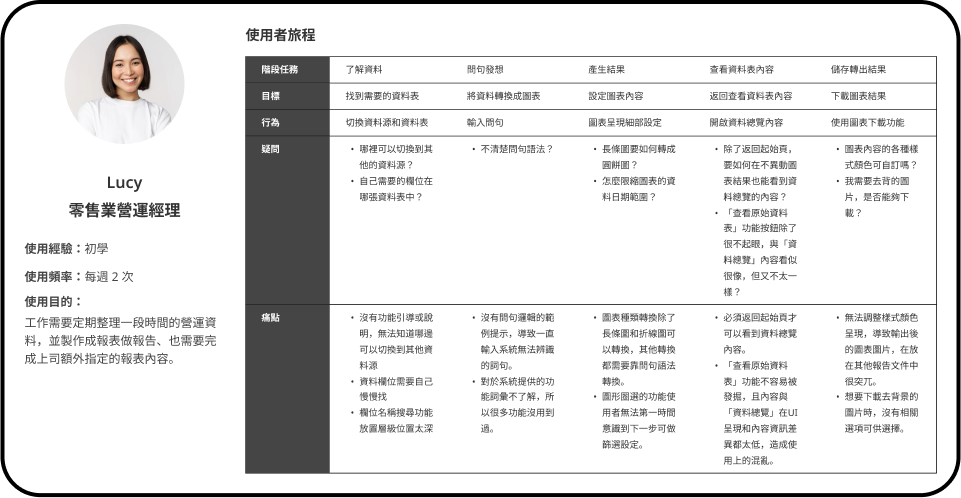 Lucy
零售業營運經理
使用經驗：初學
使用頻率：每週 2 次
使用目的：
工作需要定期整理一段時間的營運資
料，並製作成報表做報告、也需要完
成上司額外指定的報表內容。
使用者旅程
階段任務 了解資料 問句發想 產生結果 查看資料表內容 儲存轉出結果
目標 找到需要的資料表 將資料轉換成圖表 設定圖表內容 返回查看資料表內容 下載圖表結果
行為 切換資料源和資料表 輸入問句 圖表呈現細部設定 開啟資料總覽內容 使用圖表下載功能
疑問
• 哪裡可以切換到其
他的資料源？
• 自己需要的欄位在
哪張資料表中？
• 不清楚問句語法？
• 長條圖要如何轉成
圓餅圖？
• 怎麼限縮圖表的資
料日期範圍？
• 除了返回起始頁，
要如何在不異動圖
表結果也能看到資
料總覽的內容？
• 「查看原始資料
表」功能按鈕除了
很不起眼，與「資
料總覽」內容看似
很像，但又不太一
樣？
• 圖表內容的各種樣
式顏色可自訂嗎？
• 我需要去背的圖
片，是否能夠下
載？
痛點
• 沒有功能引導或說
明，無法知道哪邊
可以切換到其他資
料源
• 資料欄位需要自己
慢慢找
• 欄位名稱搜尋功能
放置層級位置太深
• 沒有問句邏輯的範
例提示，導致一直
輸入系統無法辨識
的詞句。
• 對於系統提供的功
能詞彙不了解，所
以很多功能沒用到
過。
• 圖表種類轉換除了
長條圖和折線圖可
以轉換，其他轉換
都需要靠問句語法
轉換。
• 圖形圈選的功能使
用者無法第一時間
意識到下一步可做
篩選設定。
• 必須返回起始頁才
可以看到資料總覽
內容。
• 「查看原始資料
表」功能不容易被
發掘，且內容與
「資料總覽」在UI
呈現和內容資訊差
異都太低，造成使
用上的混亂。
• 無法調整樣式顏色
呈現，導致輸出後
的圖表圖片，在放
在其他報告文件中
很突兀。
• 想要下載去背景的
圖片時，沒有相關
選項可供選擇。